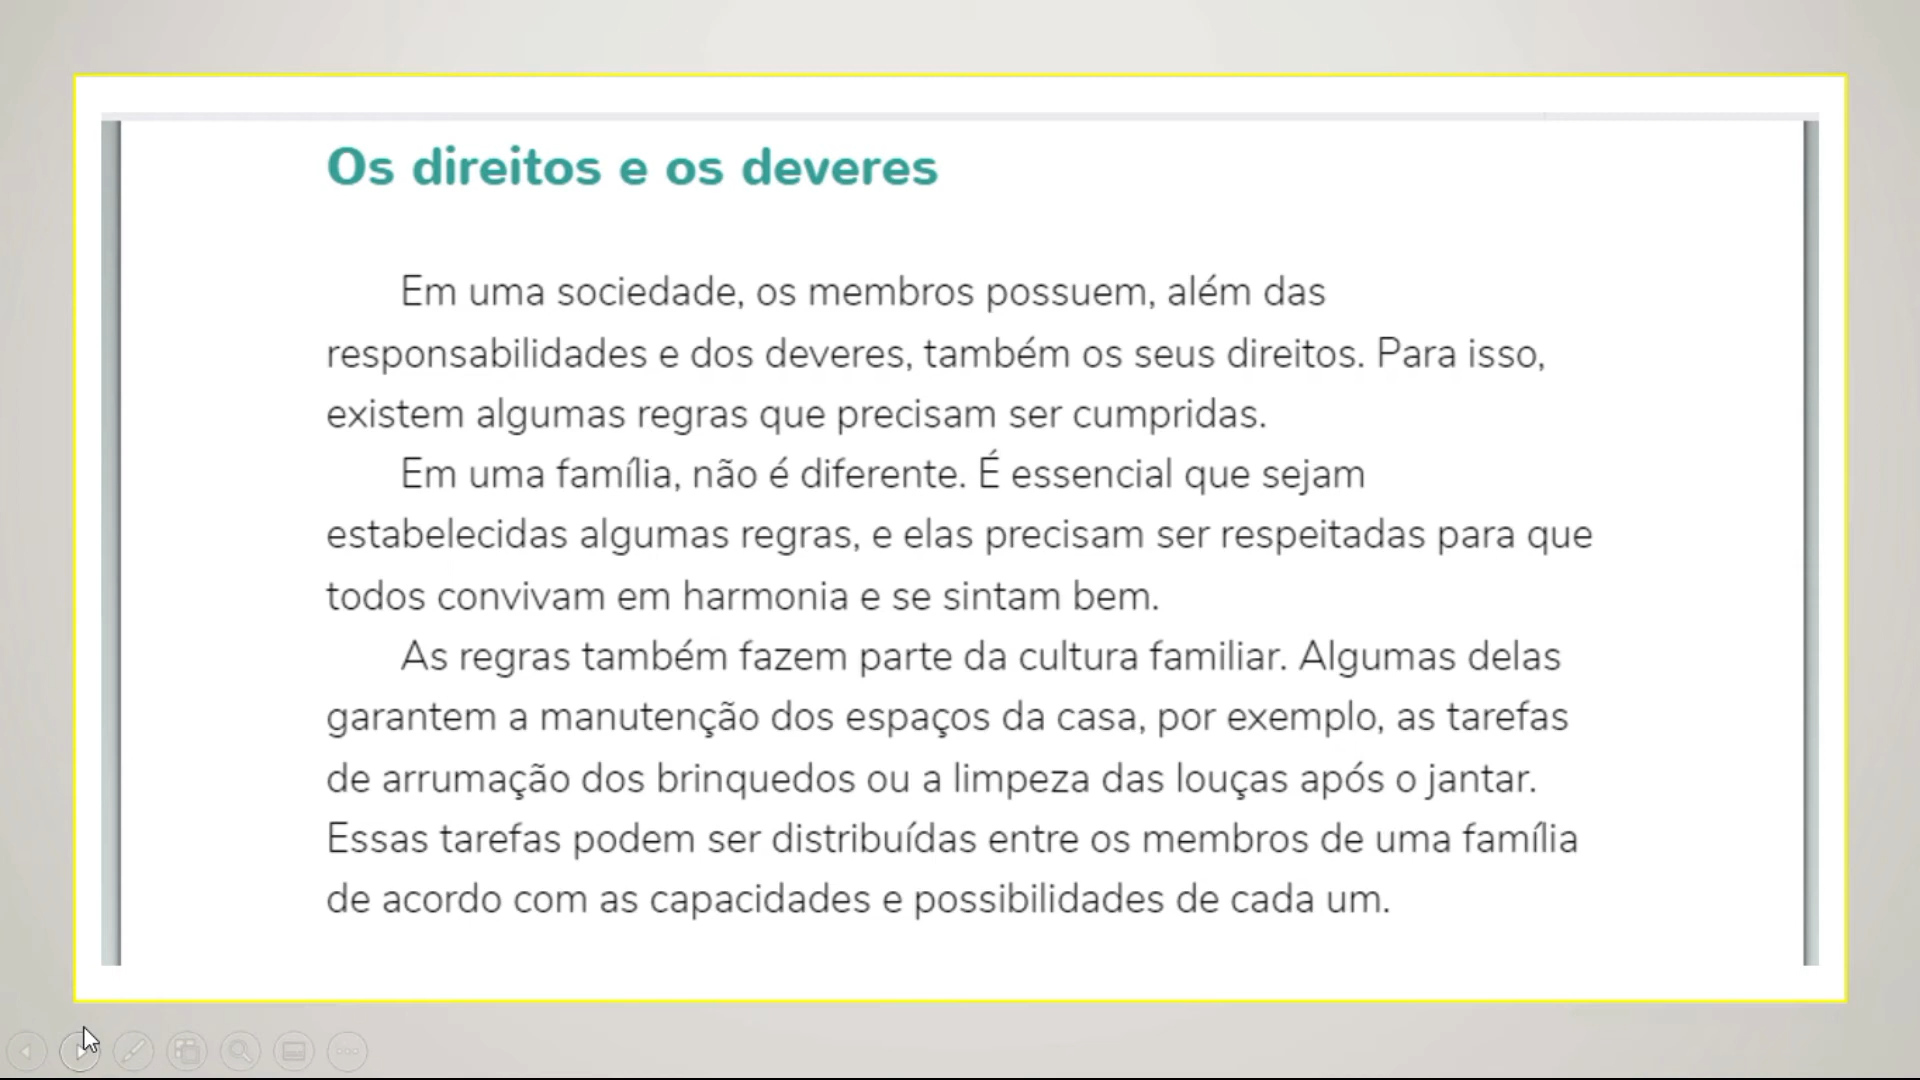 Os direitos e os deveres
Em uma sociedade, os membros possuem, além das
responsabilidades e dos deveres, também os seus direitos. Para isso,
existem algumas regras que precisam ser cumpridas.
Em uma família, não é diferente. É essencial que sejam
estabelecidas algumas regras, e elas precisam ser respeitadas para que
todos convivam em harmonia e se sintam bem.
As regras também fazem parte da cultura familiar. Algumas delas
garantem a manutenção dos espaços da casa, por exemplo, as tarefas
de arrumação dos brinquedos ou a limpeza das louças após o jantar.
Essas tarefas podem ser distribuídas entre os membros de uma família
de acordo com as capacidades e possibilidades de cada um.